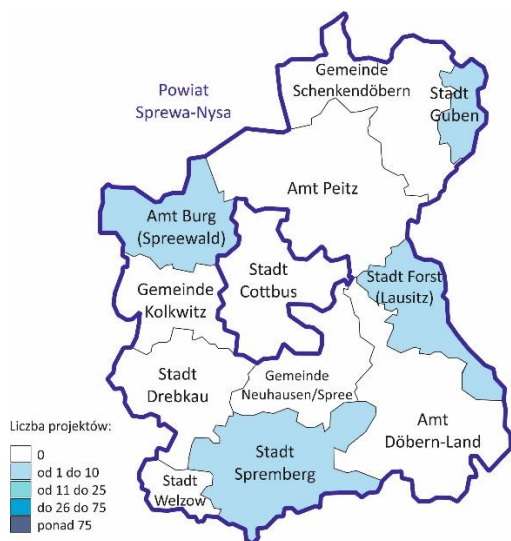 Powiat
Sprewa-Nysa
Gemeinde
Schenkendöbern
Stadt
Guben
Amt Peitz
Amt Burg
(Spreewald)
Stadt
Cottbus
Stadt Forst
(Lausitz)
Gemeinde
Kolkwitz
Stadt
Drebkau
Gemeinde
Neuhausen/Spree
Amt
Döbern-Land
Stadt
Spremberg
Stadt
Welzow
Liczba projektów:
0
od 1 do 10
od 11 do 25
do 26 do 75
ponad 75